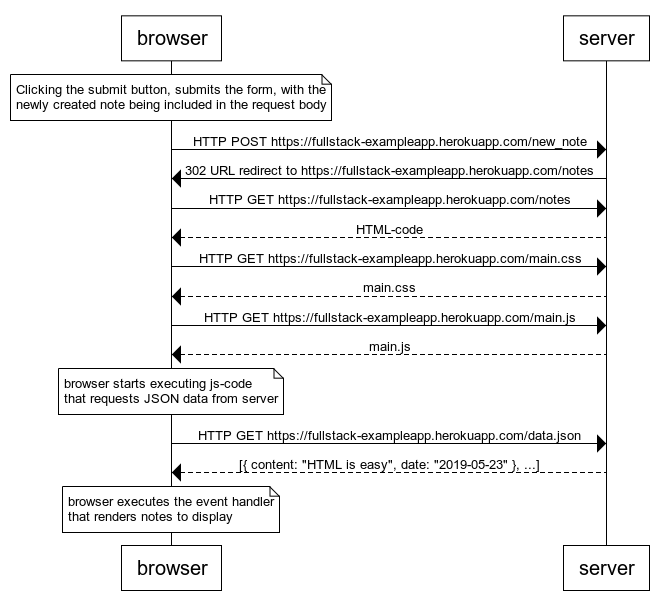 browser
server
Clicking the submit button, submits the form, with the
newly created note being included in the request body
HTTP POST https://fullstack-exampleapp.herokuapp.com/new_note
302 URL redirect to https://fullstack-exampleapp.herokuapp.com/notes
HTTP GET https://fullstack-exampleapp.herokuapp.com/notes
HTML-code
HTTP GET https://fullstack-exampleapp.herokuapp.com/main.css
main.css
HTTP GET https://fullstack-exampleapp.herokuapp.com/main.js
main.js
browser starts executing js-code
that requests JSON data from server
HTTP GET https://fullstack-exampleapp.herokuapp.com/data.json
[{ content: "HTML is easy", date: "2019-05-23" }, ...]
browser executes the event handler
that renders notes to display
browser
server